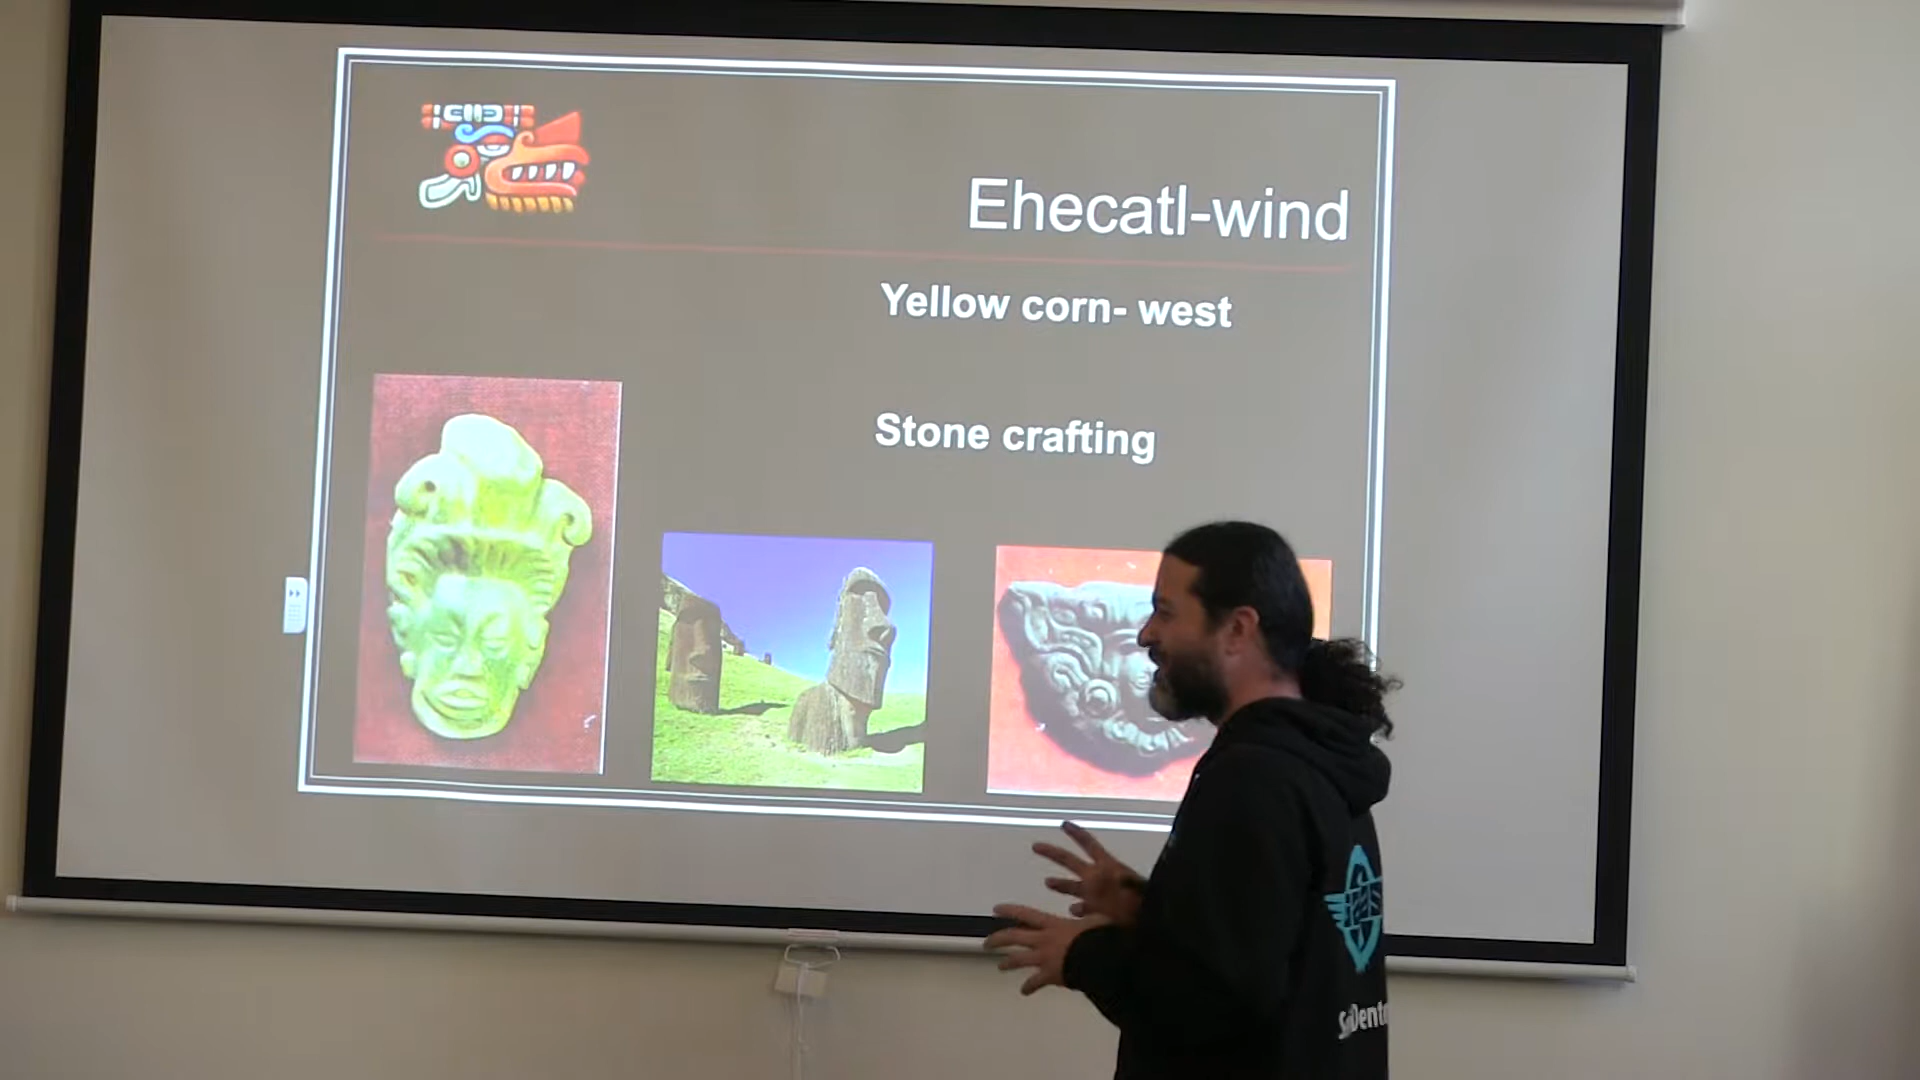 Ehecatl-wind
Yellow corn- west
Stone crafting